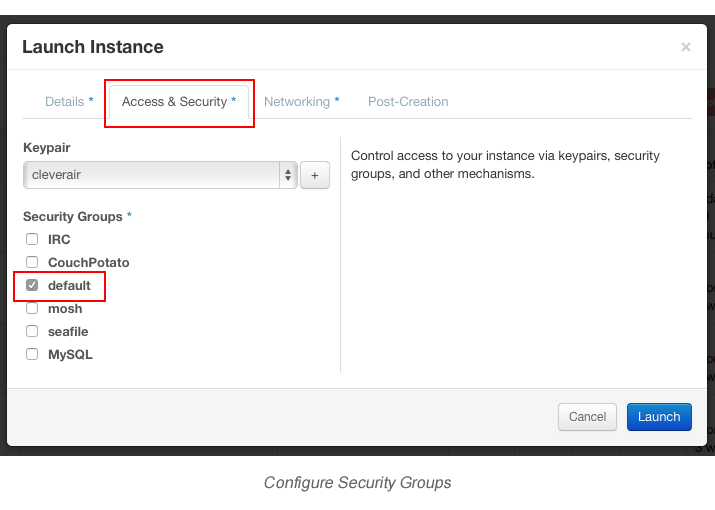 Launch Instance ×
Details * Access & Security * Networking * Post-Creation
Keypair
cleverair +
Control access to your instance via keypairs, security
groups, and other mechanisms.
Security Groups *
IRC
CouchPotato
default
mosh
seafile
MySQL
Cancel Launch
Configure Security Groups